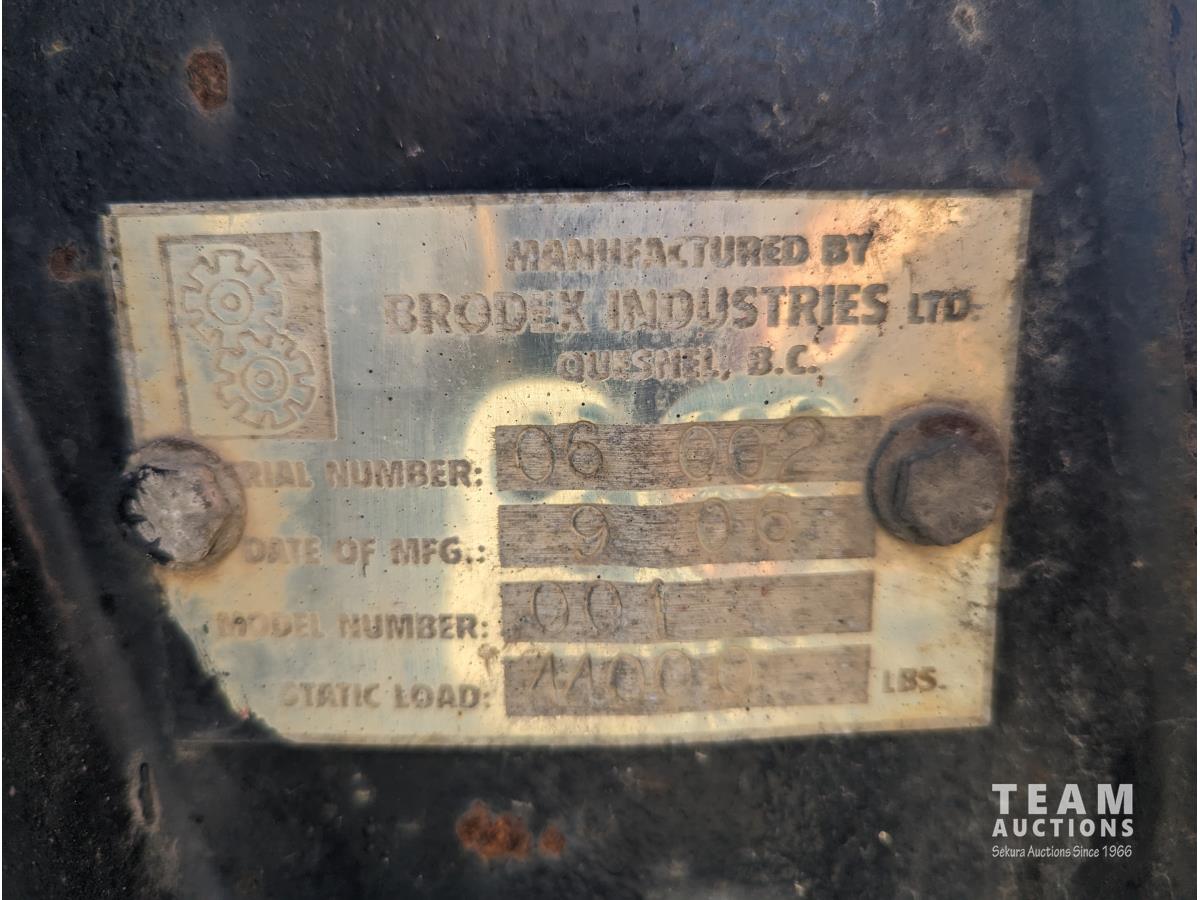 MANUFACTURED BY
BRODEX INDUSTRIES LTD.
QUESNEL, B.C.
RIAL NUMBER: 06 002
DATE OF MFG.: 9 06
MODEL NUMBER: 001
STATIC LOAD: 11000 LBS.
TEAM
AUCTIONS
Sekura Auctions Since 1966